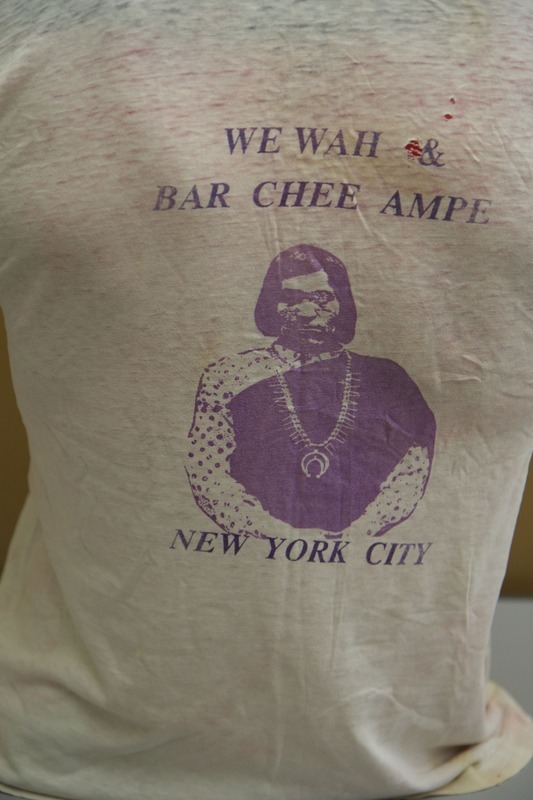 WE WAH &
BAR CHEE AMPE
NEW YORK CITY